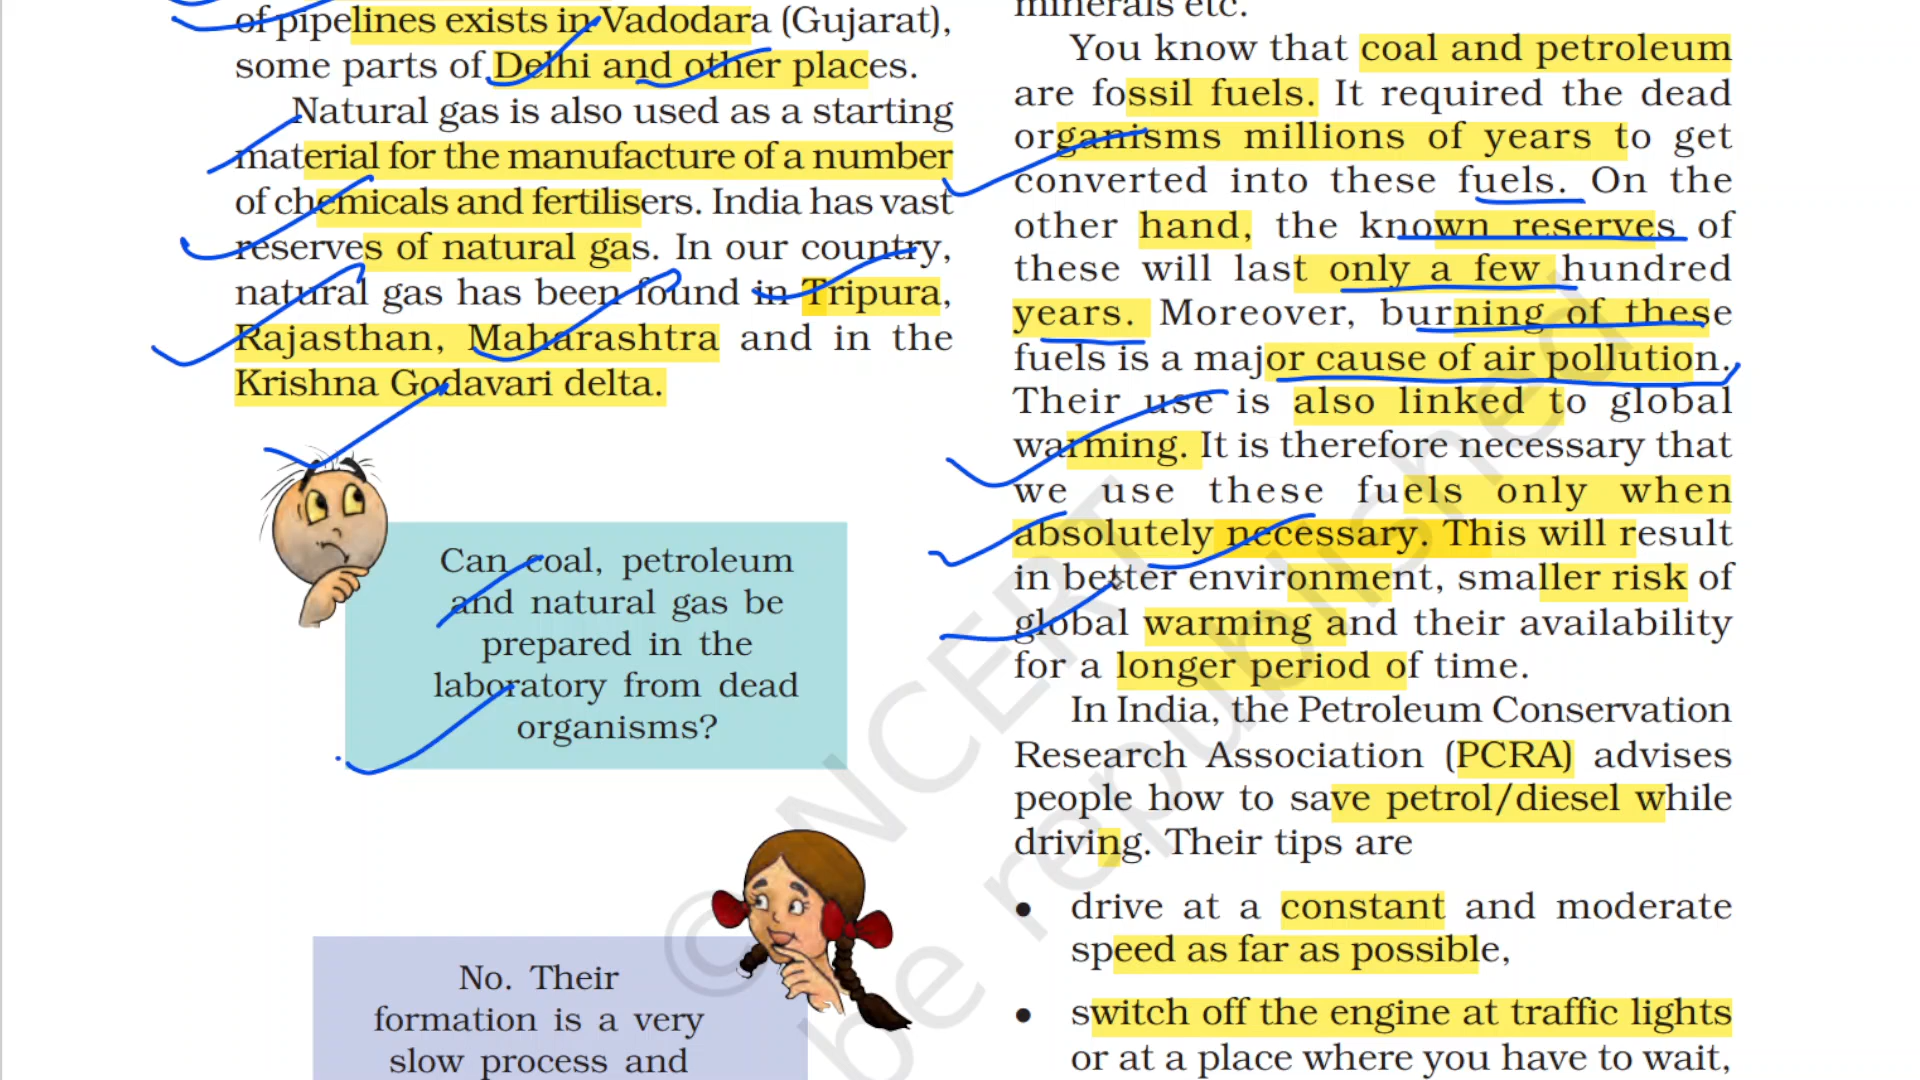 of pipelines exists in Vadodara (Gujarat),
some parts of Delhi and other places.
Natural gas is also used as a starting
material for the manufacture of a number
of chemicals and fertilisers. India has vast
reserves of natural gas. In our country,
natural gas has been found in Tripura,
Rajasthan, Maharashtra and in the
Krishna Godavari delta.
Can coal, petroleum
and natural gas be
prepared in the
laboratory from dead
organisms?
No. Their
formation is a very
slow process and
minerals etc.
You know that coal and petroleum
are fossil fuels. It required the dead
organisms millions of years to get
converted into these fuels. On the
other hand, the known reserves of
these will last only a few hundred
years. Moreover, burning of these
fuels is a major cause of air pollution.
Their use is also linked to global
warming. It is therefore necessary that
we use these fuels only when
absolutely necessary. This will result
in better environment, smaller risk of
global warming and their availability
for a longer period of time.
In India, the Petroleum Conservation
Research Association (PCRA) advises
people how to save petrol/diesel while
driving. Their tips are
• drive at a constant and moderate
speed as far as possible,
• switch off the engine at traffic lights
or at a place where you have to wait,
© NCERT
be republished